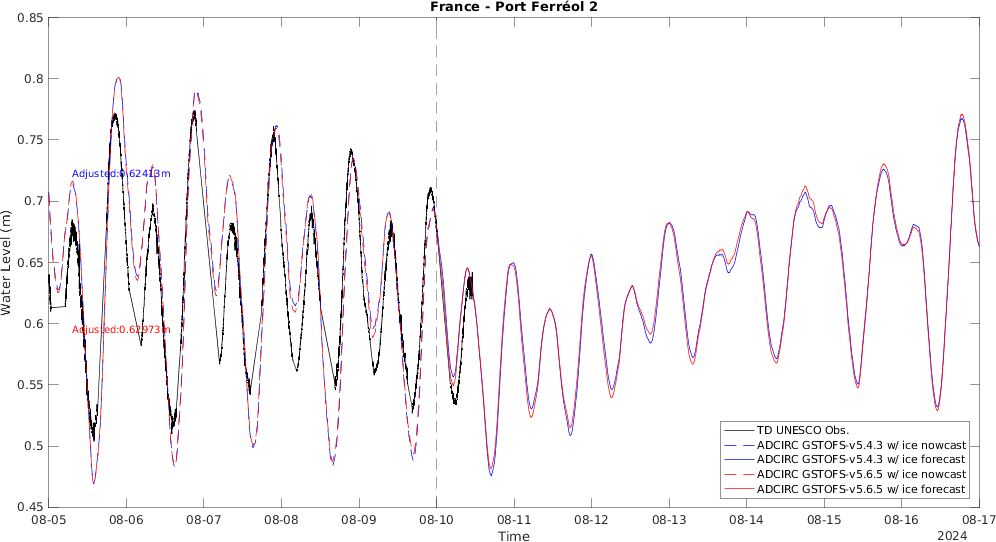 France - Port Ferréol 2
0.85
0.8
0.75
0.7
0.65
0.6
0.55
0.5
0.45
Water Level (m)
Adjusted:0.62413m
Adjusted:0.62973m
TD UNESCO Obs.
ADCIRC GSTOFS-v5.4.3 w/ ice nowcast
ADCIRC GSTOFS-v5.4.3 w/ ice forecast
ADCIRC GSTOFS-v5.6.5 w/ ice nowcast
ADCIRC GSTOFS-v5.6.5 w/ ice forecast
08-05 08-06 08-07 08-08 08-09 08-10 08-11 08-12 08-13 08-14 08-15 08-16 08-17
Time
2024